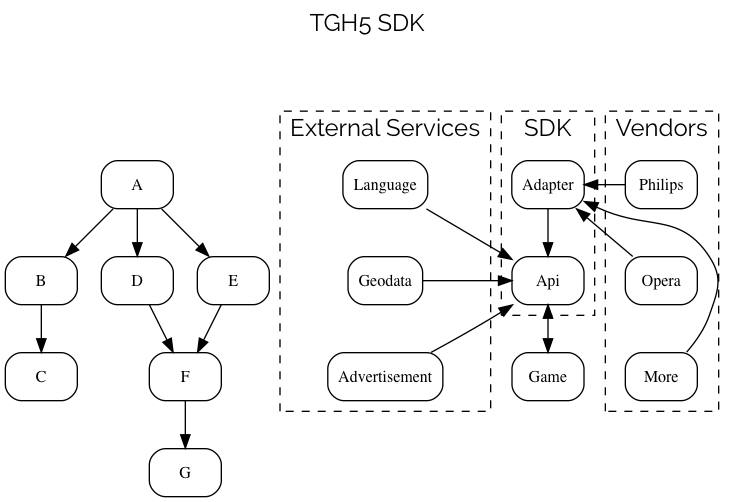 TGH5 SDK
External Services
SDK
Vendors
A
Language
Adapter
Philips
B
D
E
Geodata
Api
Opera
C
F
Advertisement
Game
More
G